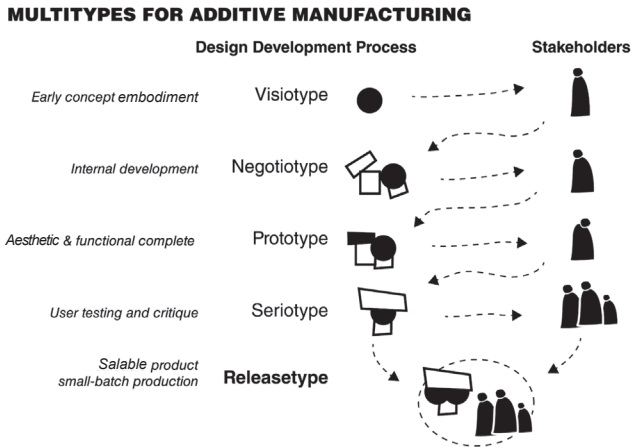 MULTITYPES FOR ADDITIVE MANUFACTURING
Design Development Process
Stakeholders
Early concept embodiment
Visiotype
Internal development
Negotiotype
Aesthetic & functional complete
Prototype
User testing and critique
Seriotype
Salable product
small-batch production
Releasetype